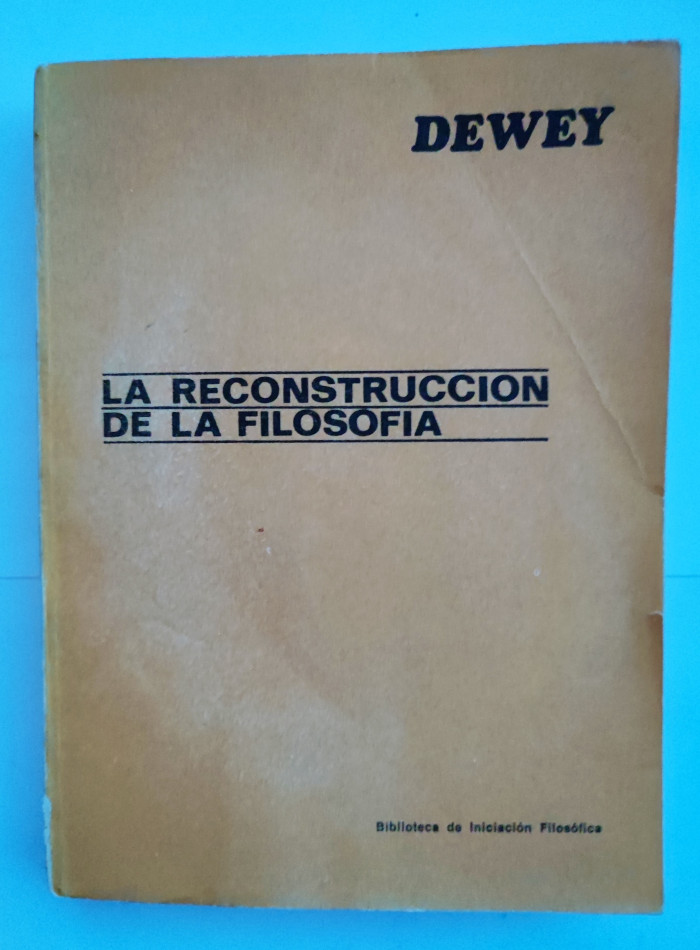 DEWEY
LA RECONSTRUCCION
DE LA FILOSOFIA
Biblioteca de Iniciación Filosófica